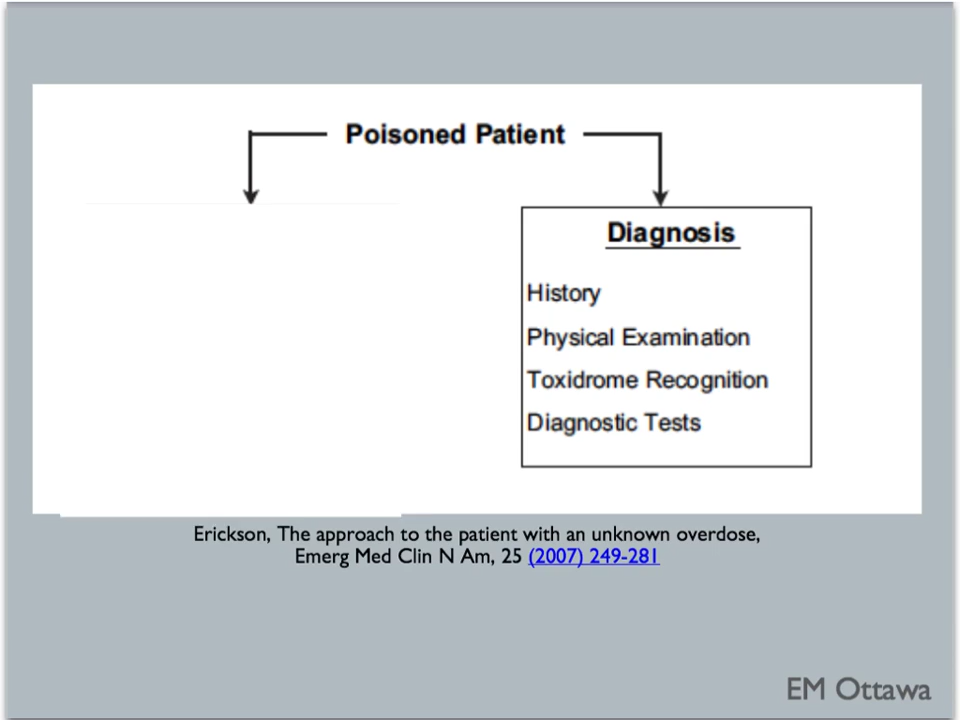 Poisoned Patient
Diagnosis
History
Physical Examination
Toxidrome Recognition
Diagnostic Tests
Erickson, The approach to the patient with an unknown overdose,
Emerg Med Clin N Am, 25 (2007) 249-281
EM Ottawa